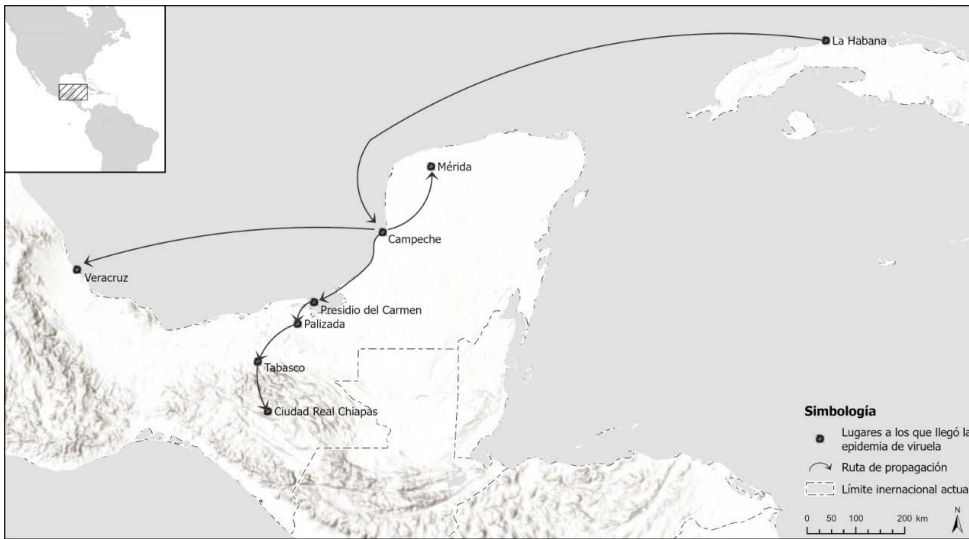 La Habana
Mérida
Campeche
Veracruz
Presidio del Carmen
Palizada
Tabasco
Ciudad Real Chiapas
Simbología
Lugares a los que llegó la
epidemia de viruela
Ruta de propagación
Límite inernacional actua
0 50 100 200 km
N